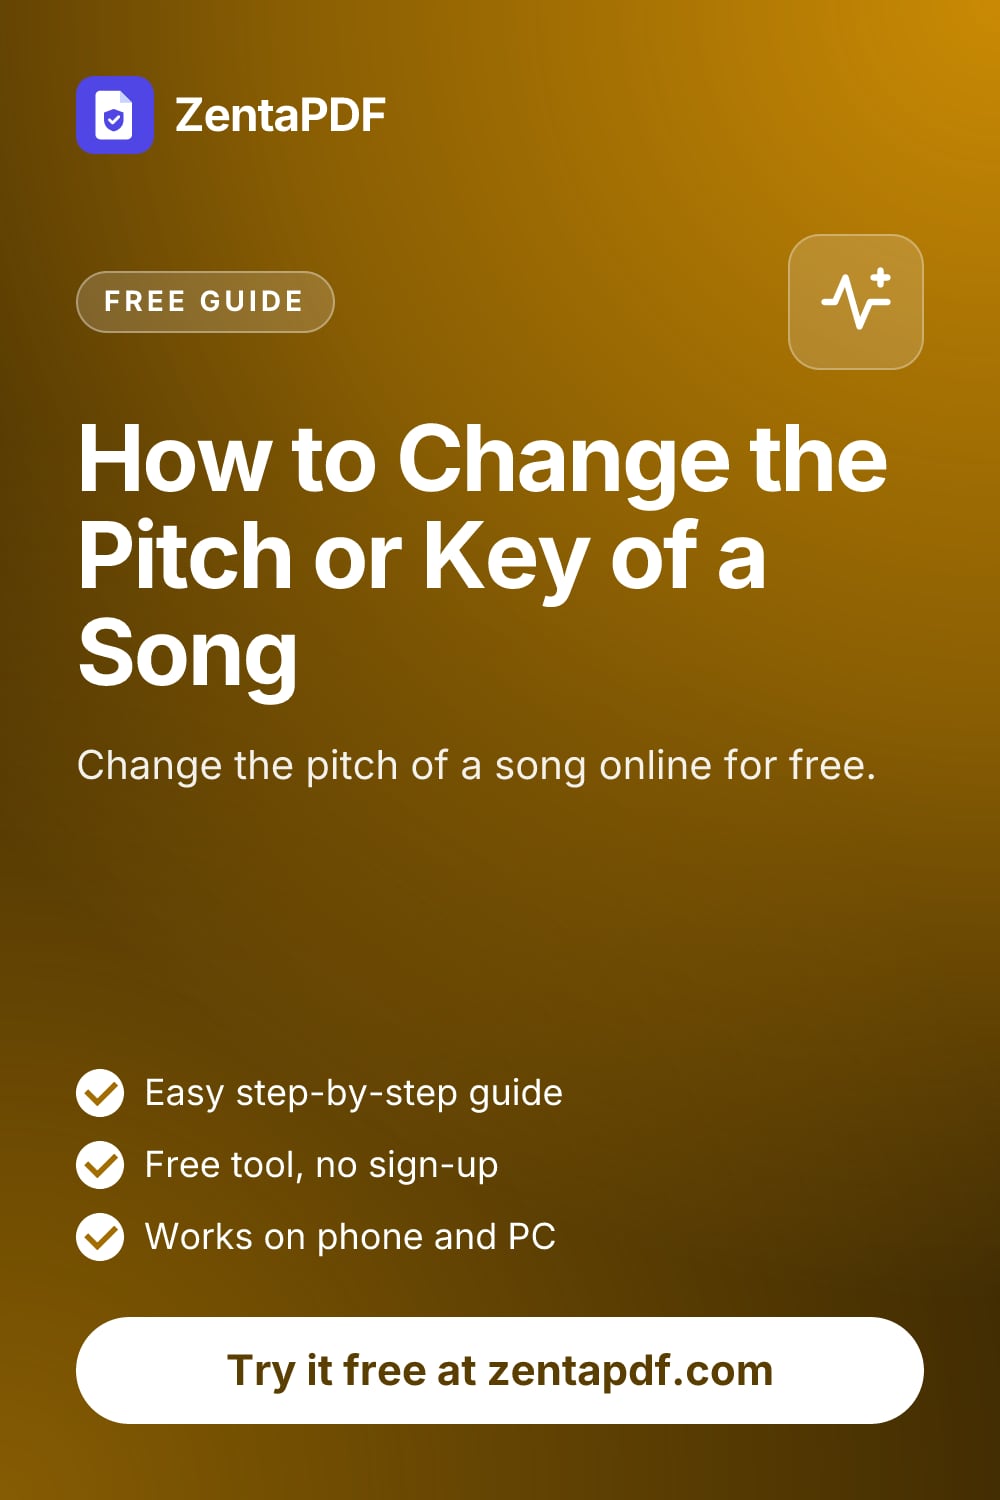 ZentaPDF
FREE GUIDE
How to Change the
Pitch or Key of a
Song
Change the pitch of a song online for free.
Easy step-by-step guide
Free tool, no sign-up
Works on phone and PC
Try it free at zentapdf.com